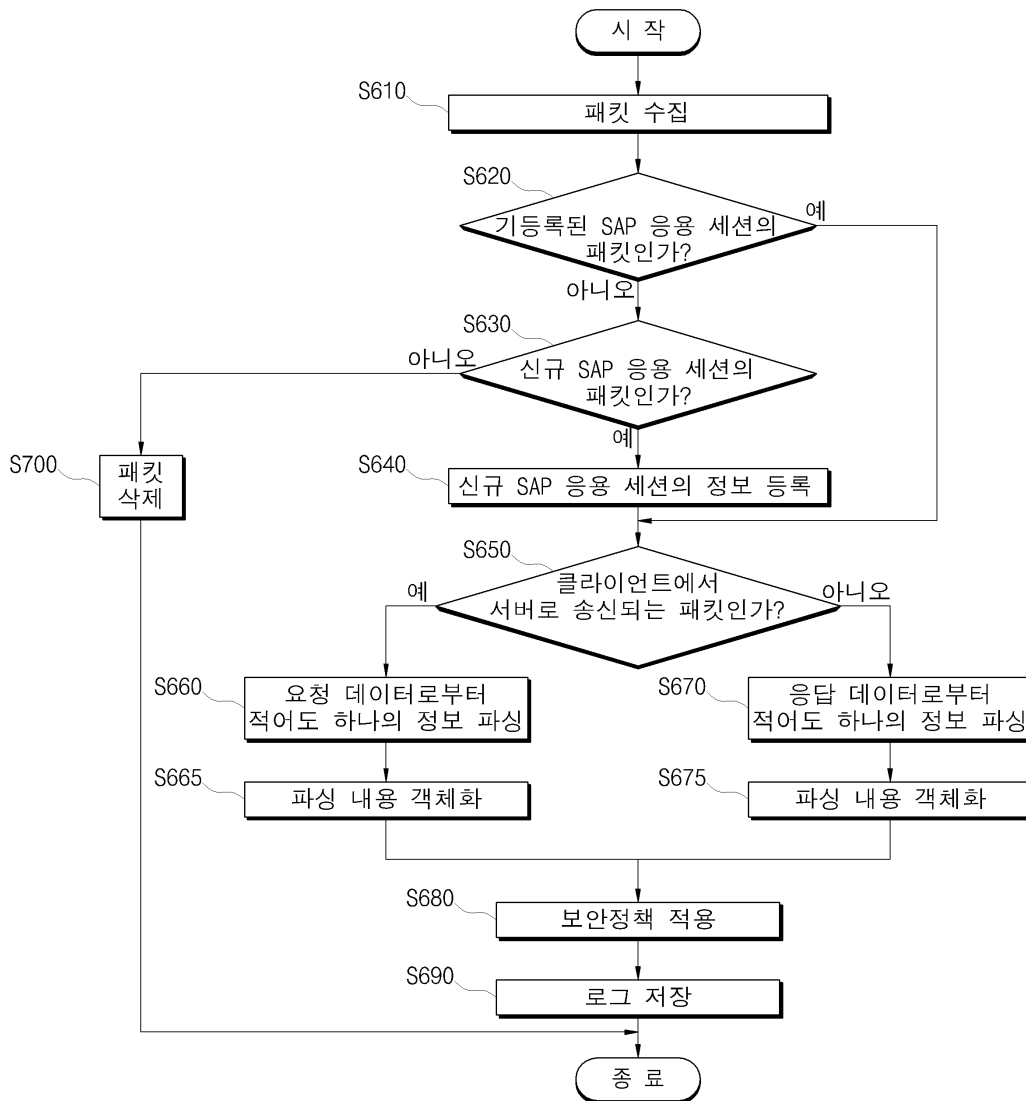 시 작
S610
패킷 수집
S620
예
기등록된 SAP 응용 세션의
패킷인가?
아니오
S630
아니오
신규 SAP 응용 세션의
패킷인가?
예
S700
패킷
삭제
S640
신규 SAP 응용 세션의 정보 등록
S650
예
클라이언트에서
서버로 송신되는 패킷인가?
아니오
S660
요청 데이터로부터
적어도 하나의 정보 파싱
S670
응답 데이터로부터
적어도 하나의 정보 파싱
S665
파싱 내용 객체화
S675
파싱 내용 객체화
S680
보안정책 적용
S690
로그 저장
종 료